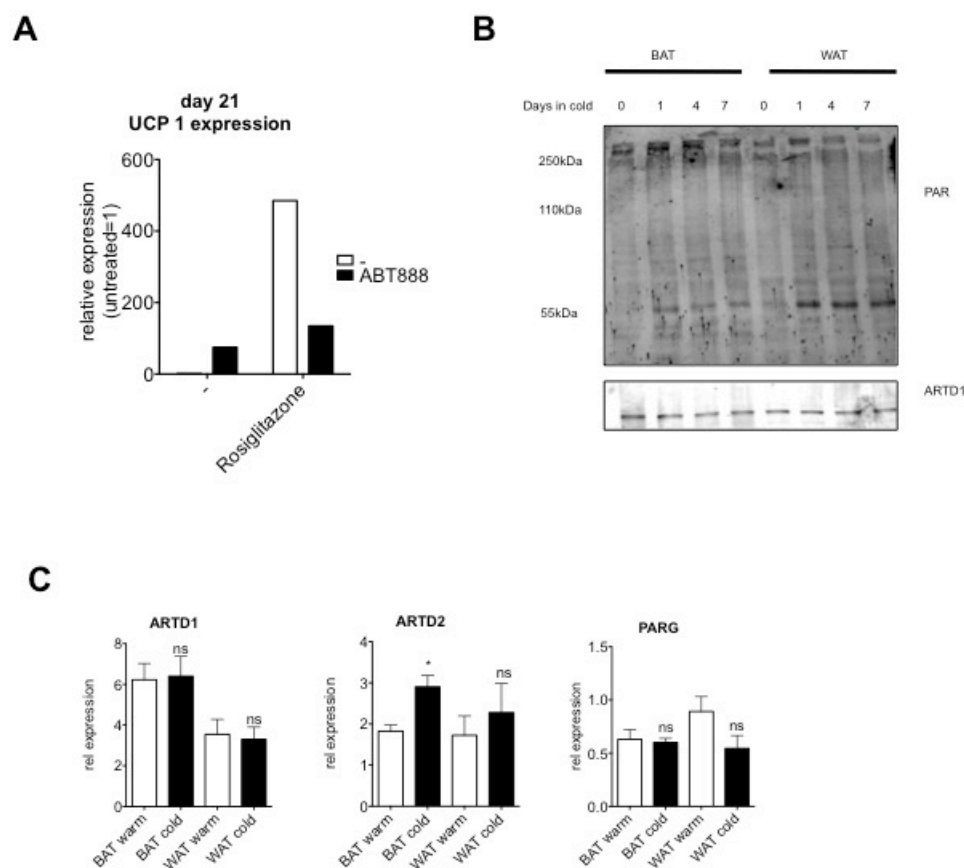 A
day 21
UCP 1 expression
relative expression
(untreated=1)
600
400
200
0
-
Rosiglitazone
-
ABT888
B
BAT WAT
Days in cold 0 1 4 7 0 1 4 7
250kDa
110kDa
55kDa
PAR
ARTD1
C
ARTD1
rel expression
8
6
4
2
0
ns
ns
BAT warm
BAT cold
WAT warm
WAT cold
ARTD2
rel expression
4
3
2
1
0
*
ns
BAT warm
BAT cold
WAT warm
WAT cold
PARG
rel expression
1.5
1.0
0.5
0.0
ns
ns
BAT warm
BAT cold
WAT warm
WAT cold